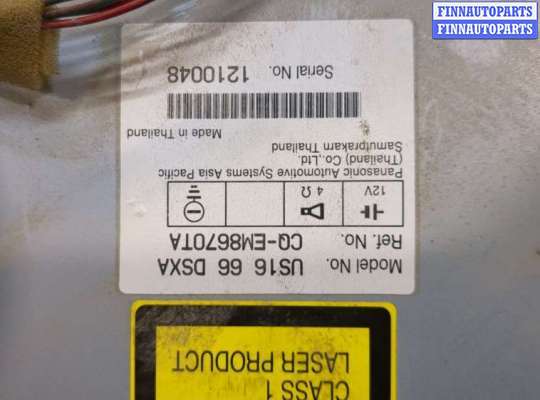 FINNAUTOPARTS
FINNAUTOPARTS
CLASS 1
LASER PRODUCT
Model No. US16 66 DSXA
Ref. No. CQ-EM8670TA
12V 4 Ω
Panasonic Automotive Systems Asia Pacific
(Thailand) Co.,Ltd.
Samutprakarn Thailand
Made in Thailand
Serial No. 1210048